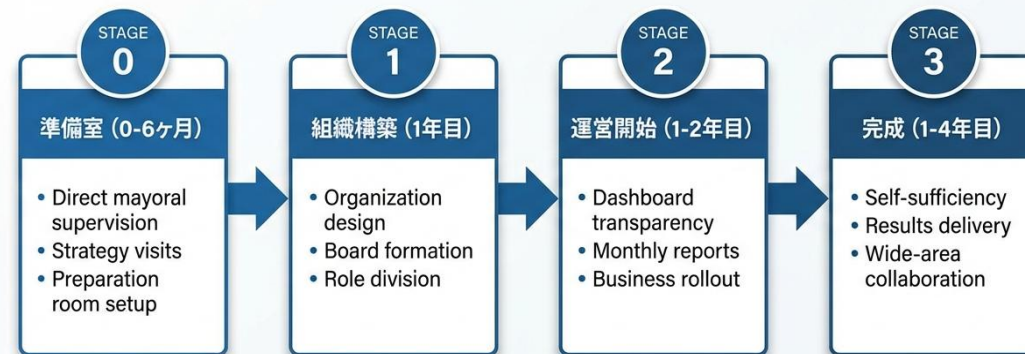 STAGE
0
準備室（0-6ヶ月）
• Direct mayoral
supervision
• Strategy visits
• Preparation
room setup
STAGE
1
組織構築（1年目）
• Organization
design
• Board formation
• Role division
STAGE
2
運営開始（1-2年目）
• Dashboard
transparency
• Monthly reports
• Business rollout
STAGE
3
完成（1-4年目）
• Self-sufficiency
• Results delivery
• Wide-area
collaboration